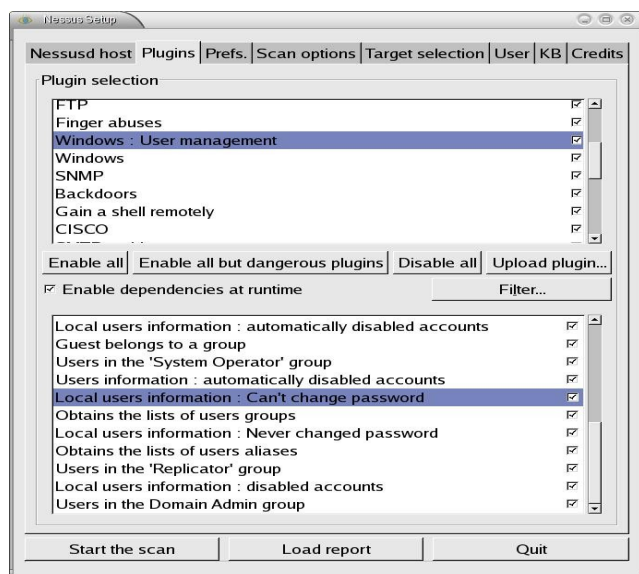 Nessus Setup
Nessusd host Plugins Prefs. Scan options Target selection User KB Credits
Plugin selection
FTP
Finger abuses
Windows : User management
Windows
SNMP
Backdoors
Gain a shell remotely
CISCO
Enable all Enable all but dangerous plugins Disable all Upload plugin...
Enable dependencies at runtime Filter...
Local users information : automatically disabled accounts
Guest belongs to a group
Users in the 'System Operator' group
Users information : automatically disabled accounts
Local users information : Can't change password
Obtains the lists of users groups
Local users information : Never changed password
Obtains the lists of users aliases
Users in the 'Replicator' group
Local users information : disabled accounts
Users in the Domain Admin group
Start the scan Load report Quit